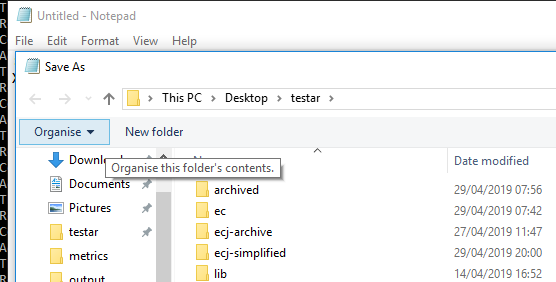 Untitled - Notepad
File Edit Format View Help
Save As
This PC > Desktop > testar >
Organise New folder
Organise this folder's contents.
Date modified
Documents
Pictures
testar
metrics
output
archived 29/04/2019 07:54
ec 29/04/2019 07:42
ecj-archive 27/04/2019 11:47
ecj-simplified 29/04/2019 20:00
lib 14/04/2019 16:52